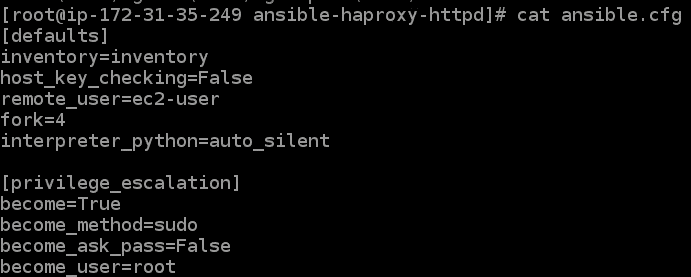 [root@ip-172-31-35-249 ansible-haproxy-httpd]# cat ansible.cfg
[defaults]
inventory=inventory
host_key_checking=False
remote_user=ec2-user
fork=4
interpreter_python=auto_silent

[privilege_escalation]
become=True
become_method=sudo
become_ask_pass=False
become_user=root